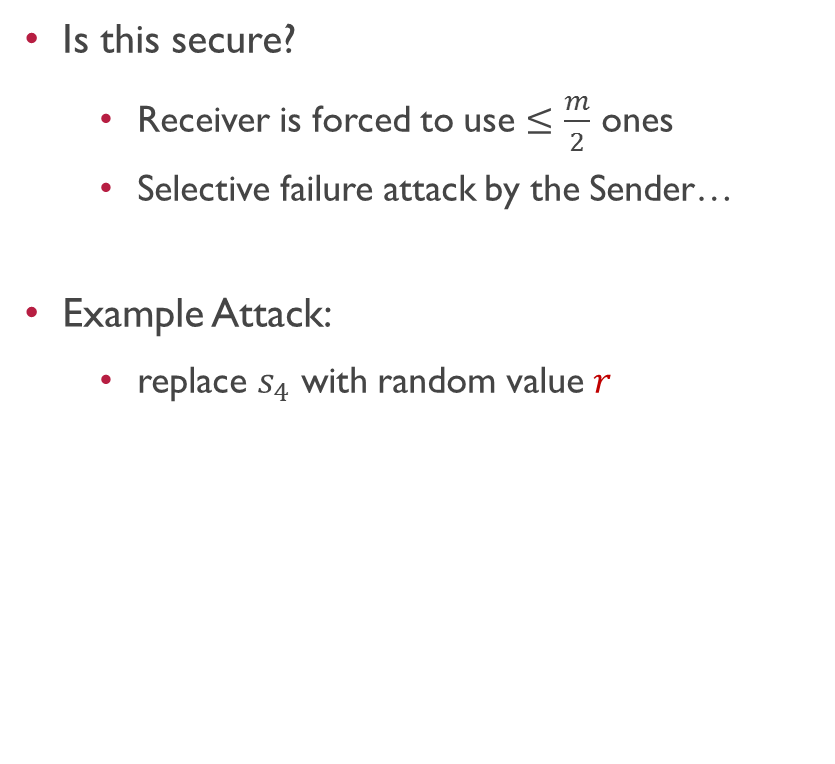 • Is this secure?
• Receiver is forced to use ≤ m/2 ones
• Selective failure attack by the Sender…
• Example Attack:
• replace s₄ with random value r